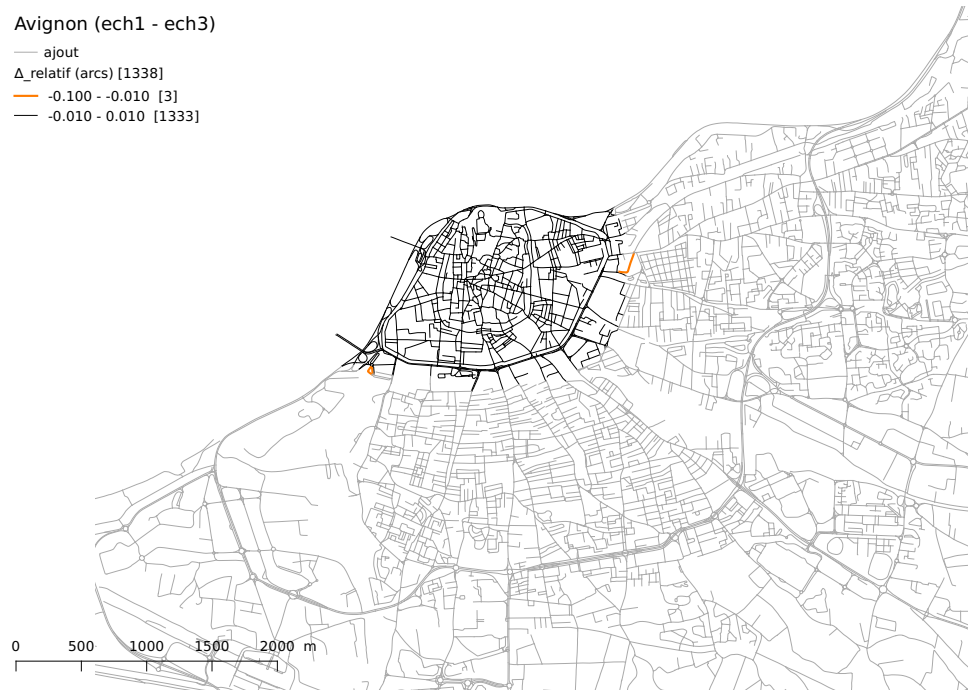 Avignon (ech1 - ech3)
ajout
Δ_relatif (arcs) [1338]
-0.100 - -0.010 [3]
-0.010 - 0.010 [1333]
0 500 1000 1500 2000 m